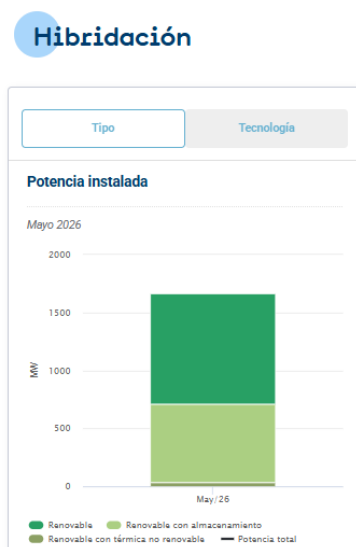 Hibridación
Tipo Tecnología
Potencia instalada
Mayo 2026
2000
1500
1000
500
0
MW
May/26
Renovable Renovable con almacenamiento
Renovable con térmica no renovable Potencia total